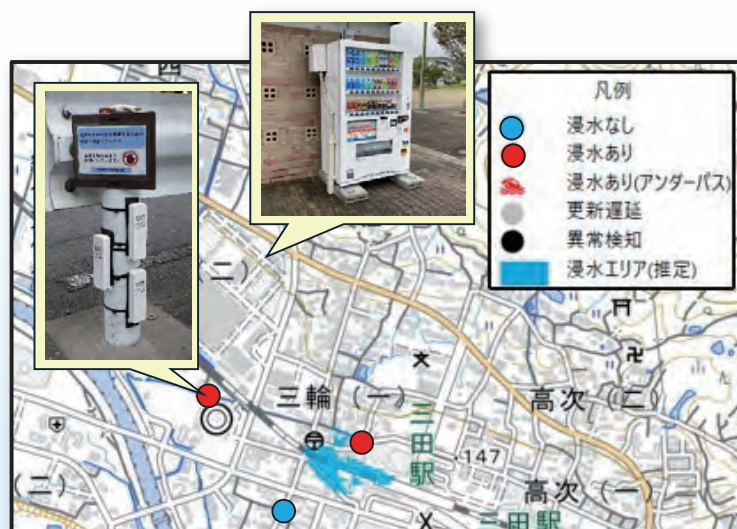 四
凡例
浸水なし
浸水あり
浸水あり(アンダーパス)
更新遅延
異常検知
浸水エリア(推定)
(二)
三輪(一)
高次(二)
三田駅
147
高次(一)
三田駅
(二)